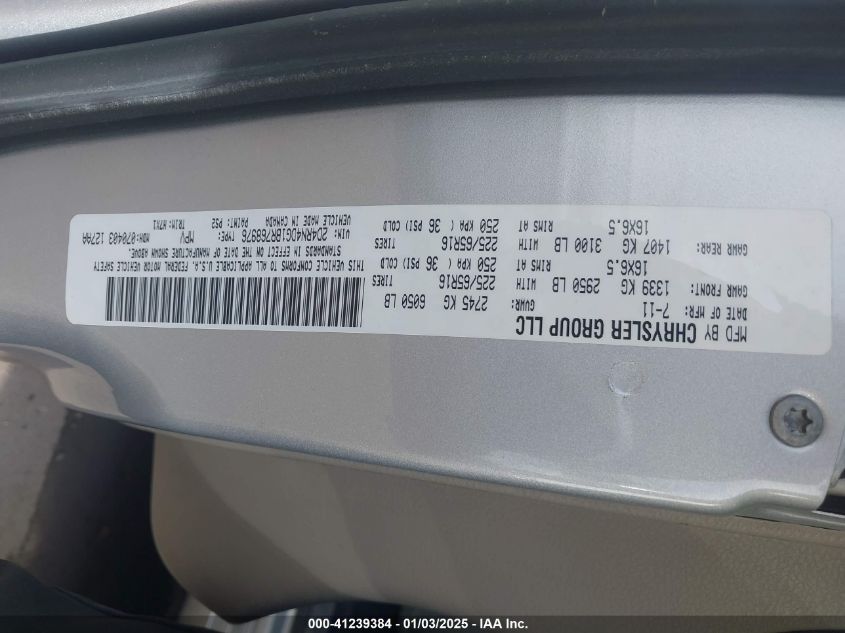 MFD BY CHRYSLER GROUP LLC
DATE OF MFR: 7-11 GVWR: 2745 KG 6050 LB
GAWR FRONT: 1339 KG 2950 LB WITH 225/65R16 TIRES
16X6.5 RIMS AT 250 KPA ( 36 PSI) COLD
GAWR REAR: 1407 KG 3100 LB WITH 225/65R16 TIRES
16X6.5 RIMS AT 250 KPA ( 36 PSI) COLD
THIS VEHICLE CONFORMS TO ALL APPLICABLE U.S.A. FEDERAL MOTOR VEHICLE SAFETY
STANDARDS IN EFFECT ON THE DATE OF MANUFACTURE SHOWN ABOVE.
VIN: 2D4RN4DG1BR768976 TYPE: MPV MDH:070403 127AA
VEHICLE MADE IN CANADA PAINT: PS2 TRIM:H7X1
000-41239384 - 01/03/2025 - IAA Inc.